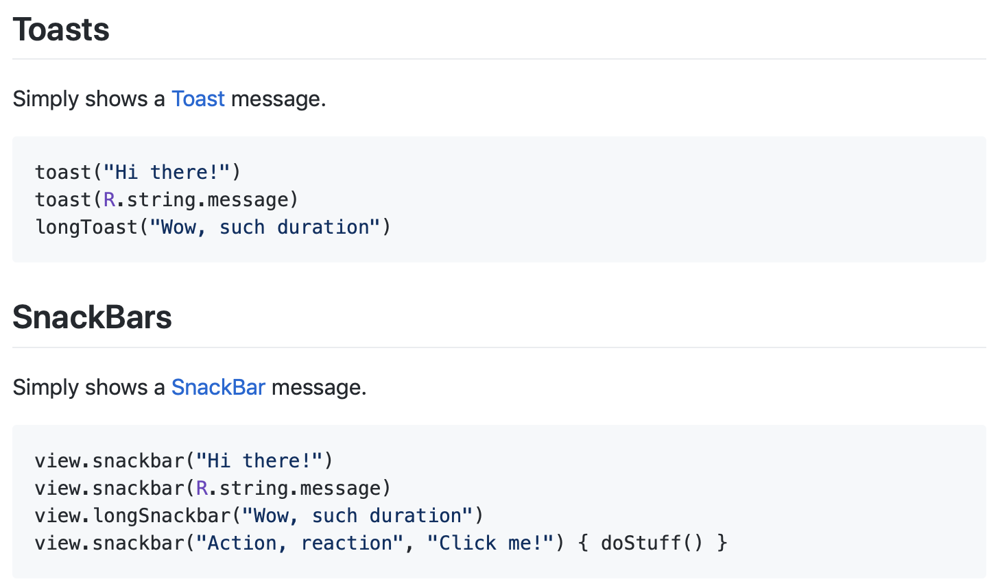 Toasts
Simply shows a Toast message.
toast("Hi there!")
toast(R.string.message)
longToast("Wow, such duration")
SnackBars
Simply shows a SnackBar message.
view.snackbar("Hi there!")
view.snackbar(R.string.message)
view.longSnackbar("Wow, such duration")
view.snackbar("Action, reaction", "Click me!") { doStuff() }